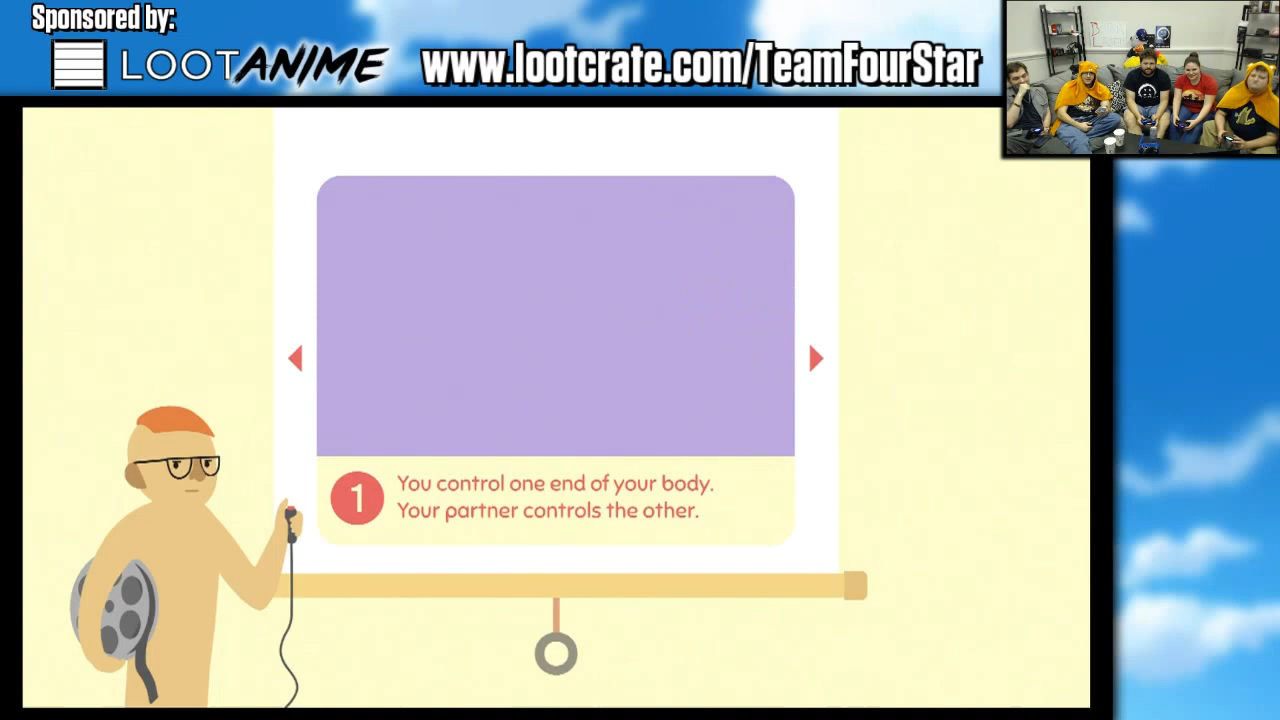 Sponsored by:
LOOTANIME
www.lootcrate.com/TeamFourStar
1
You control one end of your body.
Your partner controls the other.